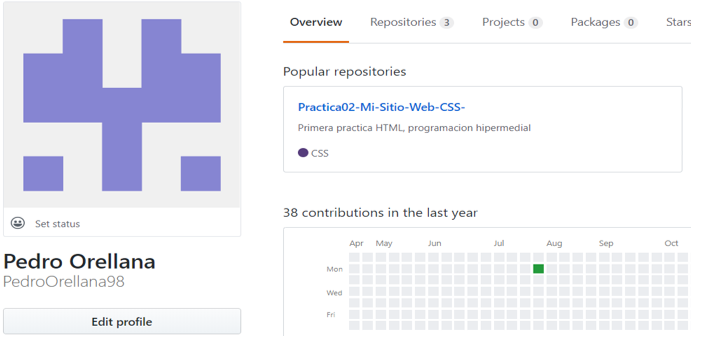 Overview Repositories 3 Projects 0 Packages 0 Stars
Popular repositories
Practica02-Mi-Sitio-Web-CSS-
Primera practica HTML, programacion hipermedial
CSS
Set status
38 contributions in the last year
Apr May Jun Jul Aug Sep Oct
Mon
Wed
Fri
Pedro Orellana
PedroOrellana98
Edit profile